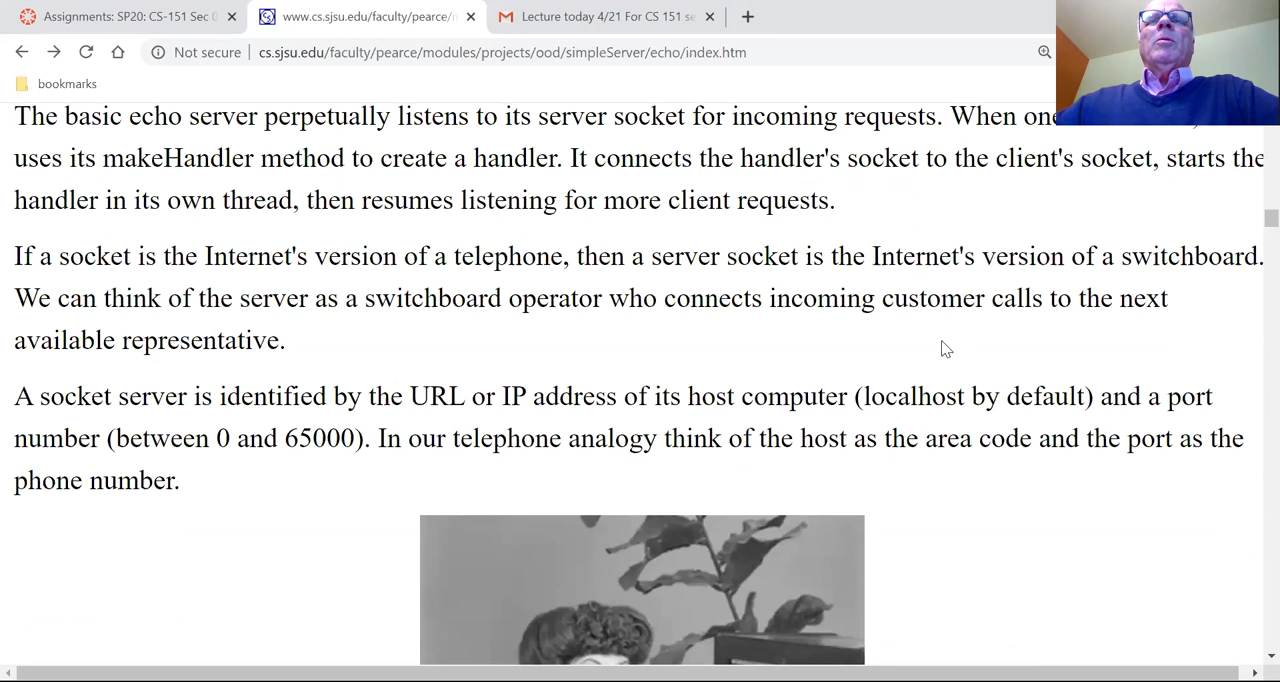 Assignments: SP20: CS-151 Sec 0
www.cs.sjsu.edu/faculty/pearce/
Lecture today 4/21 For CS 151 se
Not secure
cs.sjsu.edu/faculty/pearce/modules/projects/ood/simpleServer/echo/index.htm
bookmarks
The basic echo server perpetually listens to its server socket for incoming requests. When one
uses its makeHandler method to create a handler. It connects the handler's socket to the client's socket, starts the
handler in its own thread, then resumes listening for more client requests.
If a socket is the Internet's version of a telephone, then a server socket is the Internet's version of a switchboard.
We can think of the server as a switchboard operator who connects incoming customer calls to the next
available representative.
A socket server is identified by the URL or IP address of its host computer (localhost by default) and a port
number (between 0 and 65000). In our telephone analogy think of the host as the area code and the port as the
phone number.